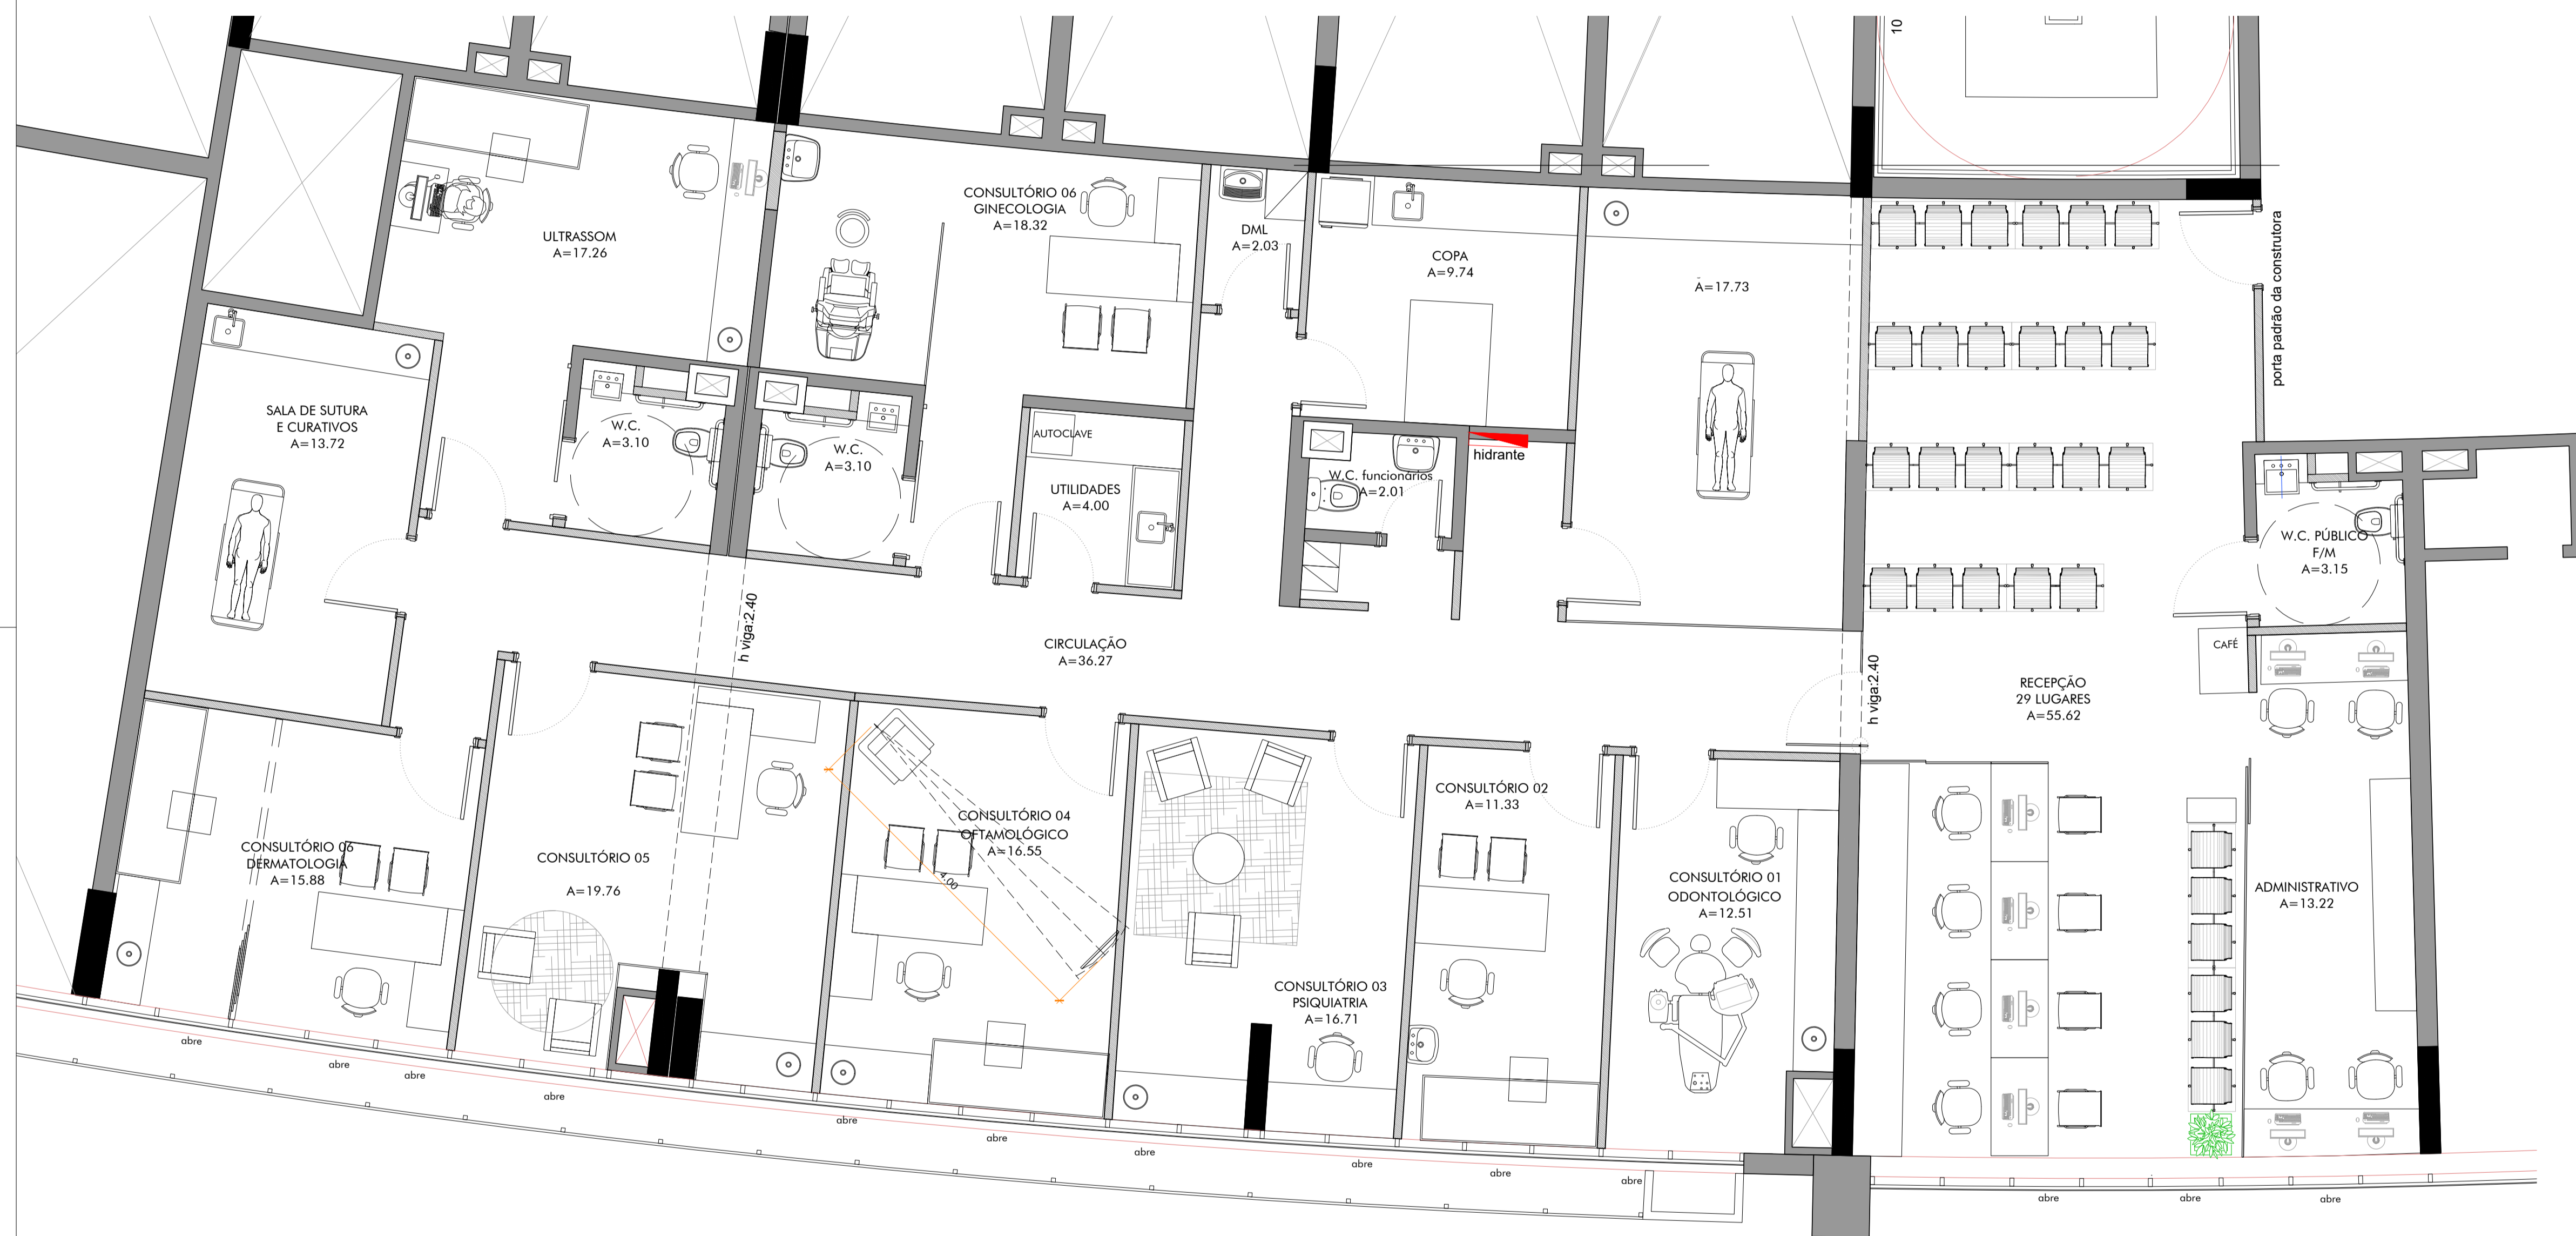 10
porta padrão da construtora
ULTRASSOM
A=17.26
CONSULTÓRIO 06
GINECOLOGIA
A=18.32
DML
A=2.03
COPA
A=9.74
A=17.73
SALA DE SUTURA
E CURATIVOS
A=13.72
W.C.
A=3.10
W.C.
A=3.10
AUTOCLAVE
UTILIDADES
A=4.00
hidrante
W.C. funcionários
A=2.01
W.C. PÚBLICO
F/M
A=3.15
h viga:2.40
CIRCULAÇÃO
A=36.27
h viga:2.40
CAFÉ
RECEPÇÃO
29 LUGARES
A=55.62
CONSULTÓRIO 06
DERMATOLOGIA
A=15.88
CONSULTÓRIO 05
A=19.76
CONSULTÓRIO 04
OFTAMOLÓGICO
A=16.55
4.00
CONSULTÓRIO 03
PSIQUIATRIA
A=16.71
CONSULTÓRIO 02
A=11.33
CONSULTÓRIO 01
ODONTOLÓGICO
A=12.51
ADMINISTRATIVO
A=13.22
abre
abre
abre
abre
abre
abre
abre
abre
abre
abre
abre
abre
abre